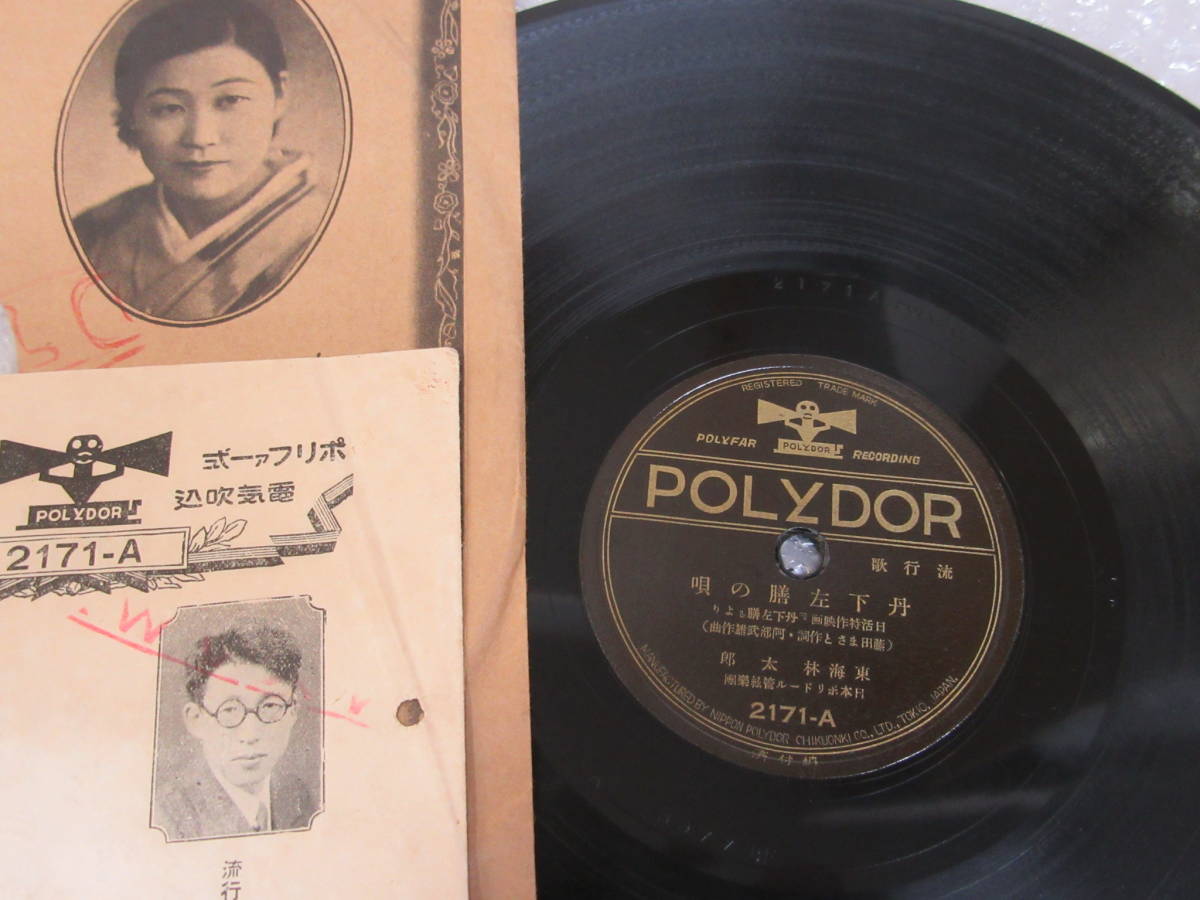 POLYDOR
ポリファー式
電気吹込
2171-A
流行
2171A
REGISTERED TRADE MARK
POLYDOR
POLYFAR RECORDING
POLYDOR
流行歌
丹下左膳の唄
日活特作映画『丹下左膳』より
(藤田まさと作詞・阿部武雄作曲)
東海林太郎
日本ポリドール管絃樂團
2171-A
MANUFACTURED BY NIPPON POLYDOR CHIKUONKI CO., LTD., TOKIO, JAPAN.